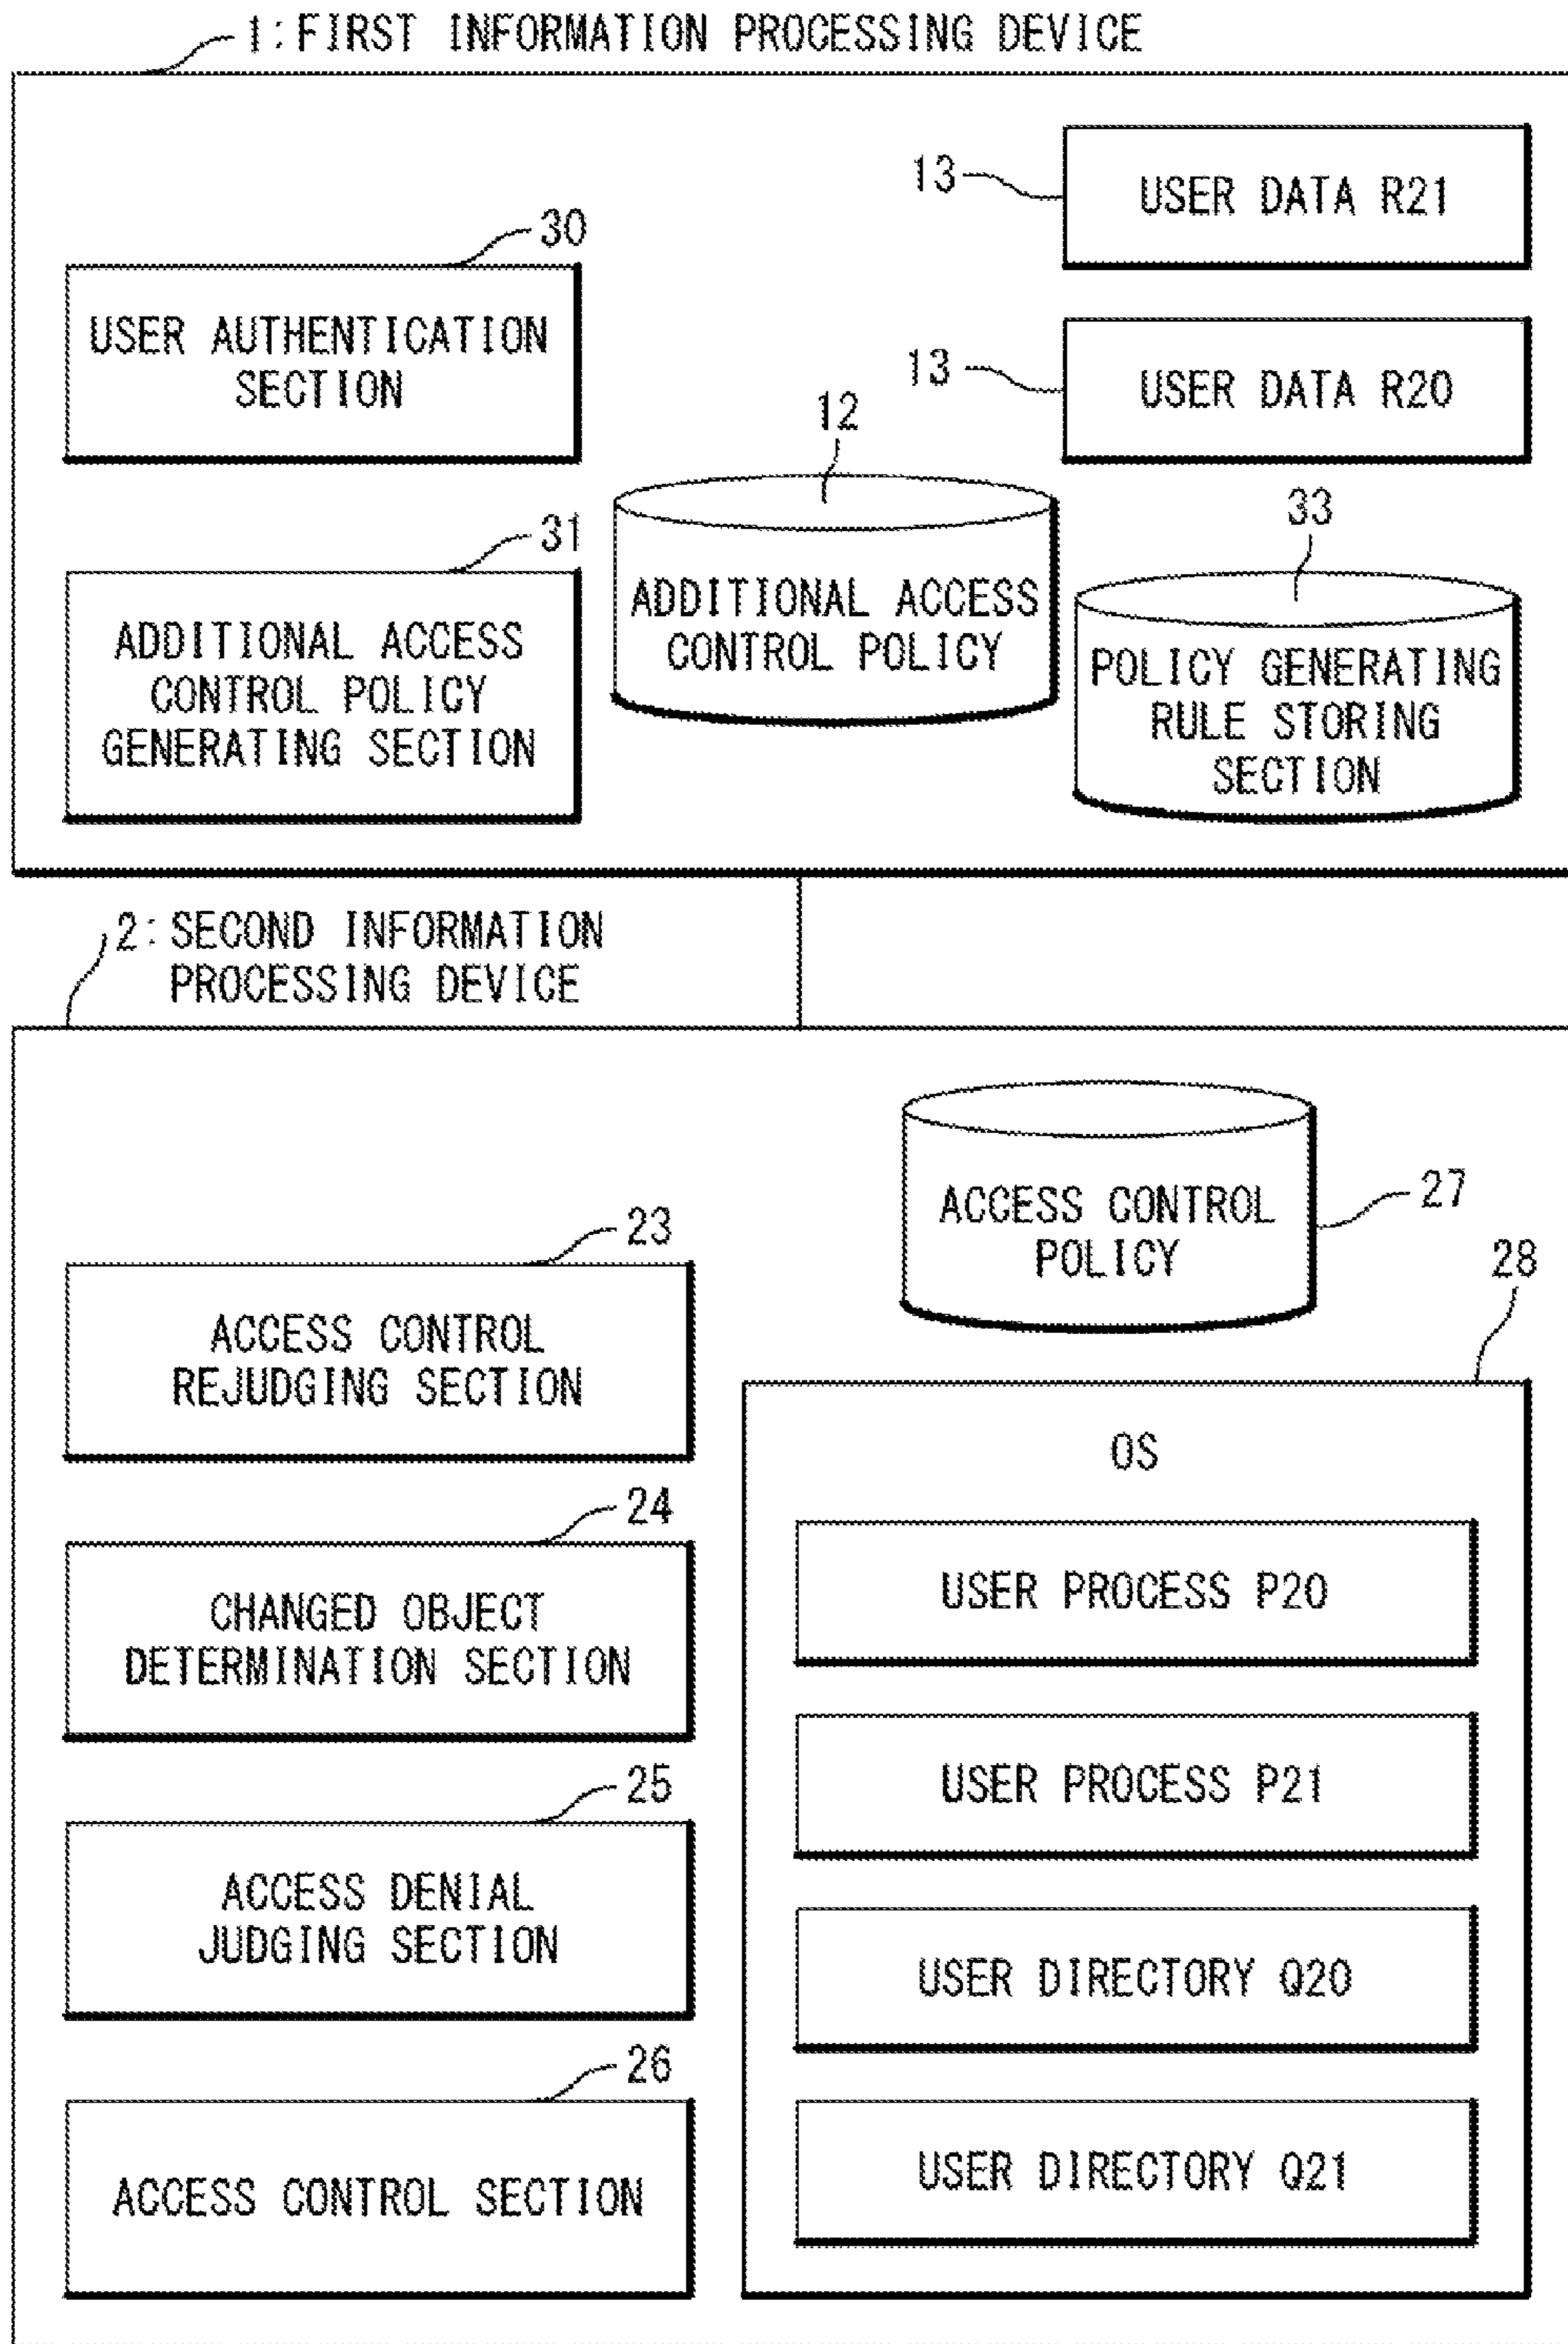 1:FIRST INFORMATION PROCESSING DEVICE
13
USER DATA R21
30
USER AUTHENTICATION
SECTION
13
USER DATA R20
12
ADDITIONAL ACCESS
CONTROL POLICY
33
POLICY GENERATING
RULE STORING
SECTION
31
ADDITIONAL ACCESS
CONTROL POLICY
GENERATING SECTION
2:SECOND INFORMATION
PROCESSING DEVICE
ACCESS CONTROL
POLICY
27
23
ACCESS CONTROL
REJUDGING SECTION
28
OS
24
CHANGED OBJECT
DETERMINATION SECTION
USER PROCESS P20
USER PROCESS P21
25
ACCESS DENIAL
JUDGING SECTION
USER DIRECTORY Q20
26
ACCESS CONTROL SECTION
USER DIRECTORY Q21